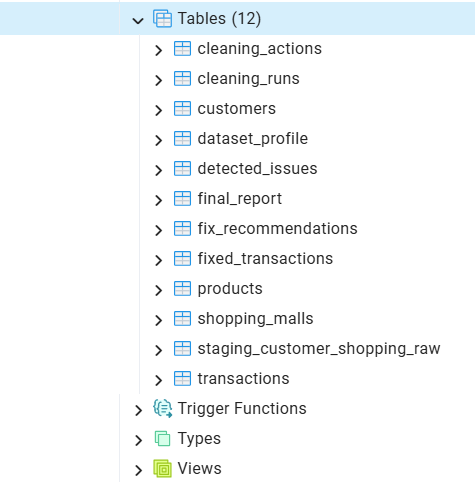 Tables (12)
cleaning_actions
cleaning_runs
customers
dataset_profile
detected_issues
final_report
fix_recommendations
fixed_transactions
products
shopping_malls
staging_customer_shopping_raw
transactions
Trigger Functions
Types
Views